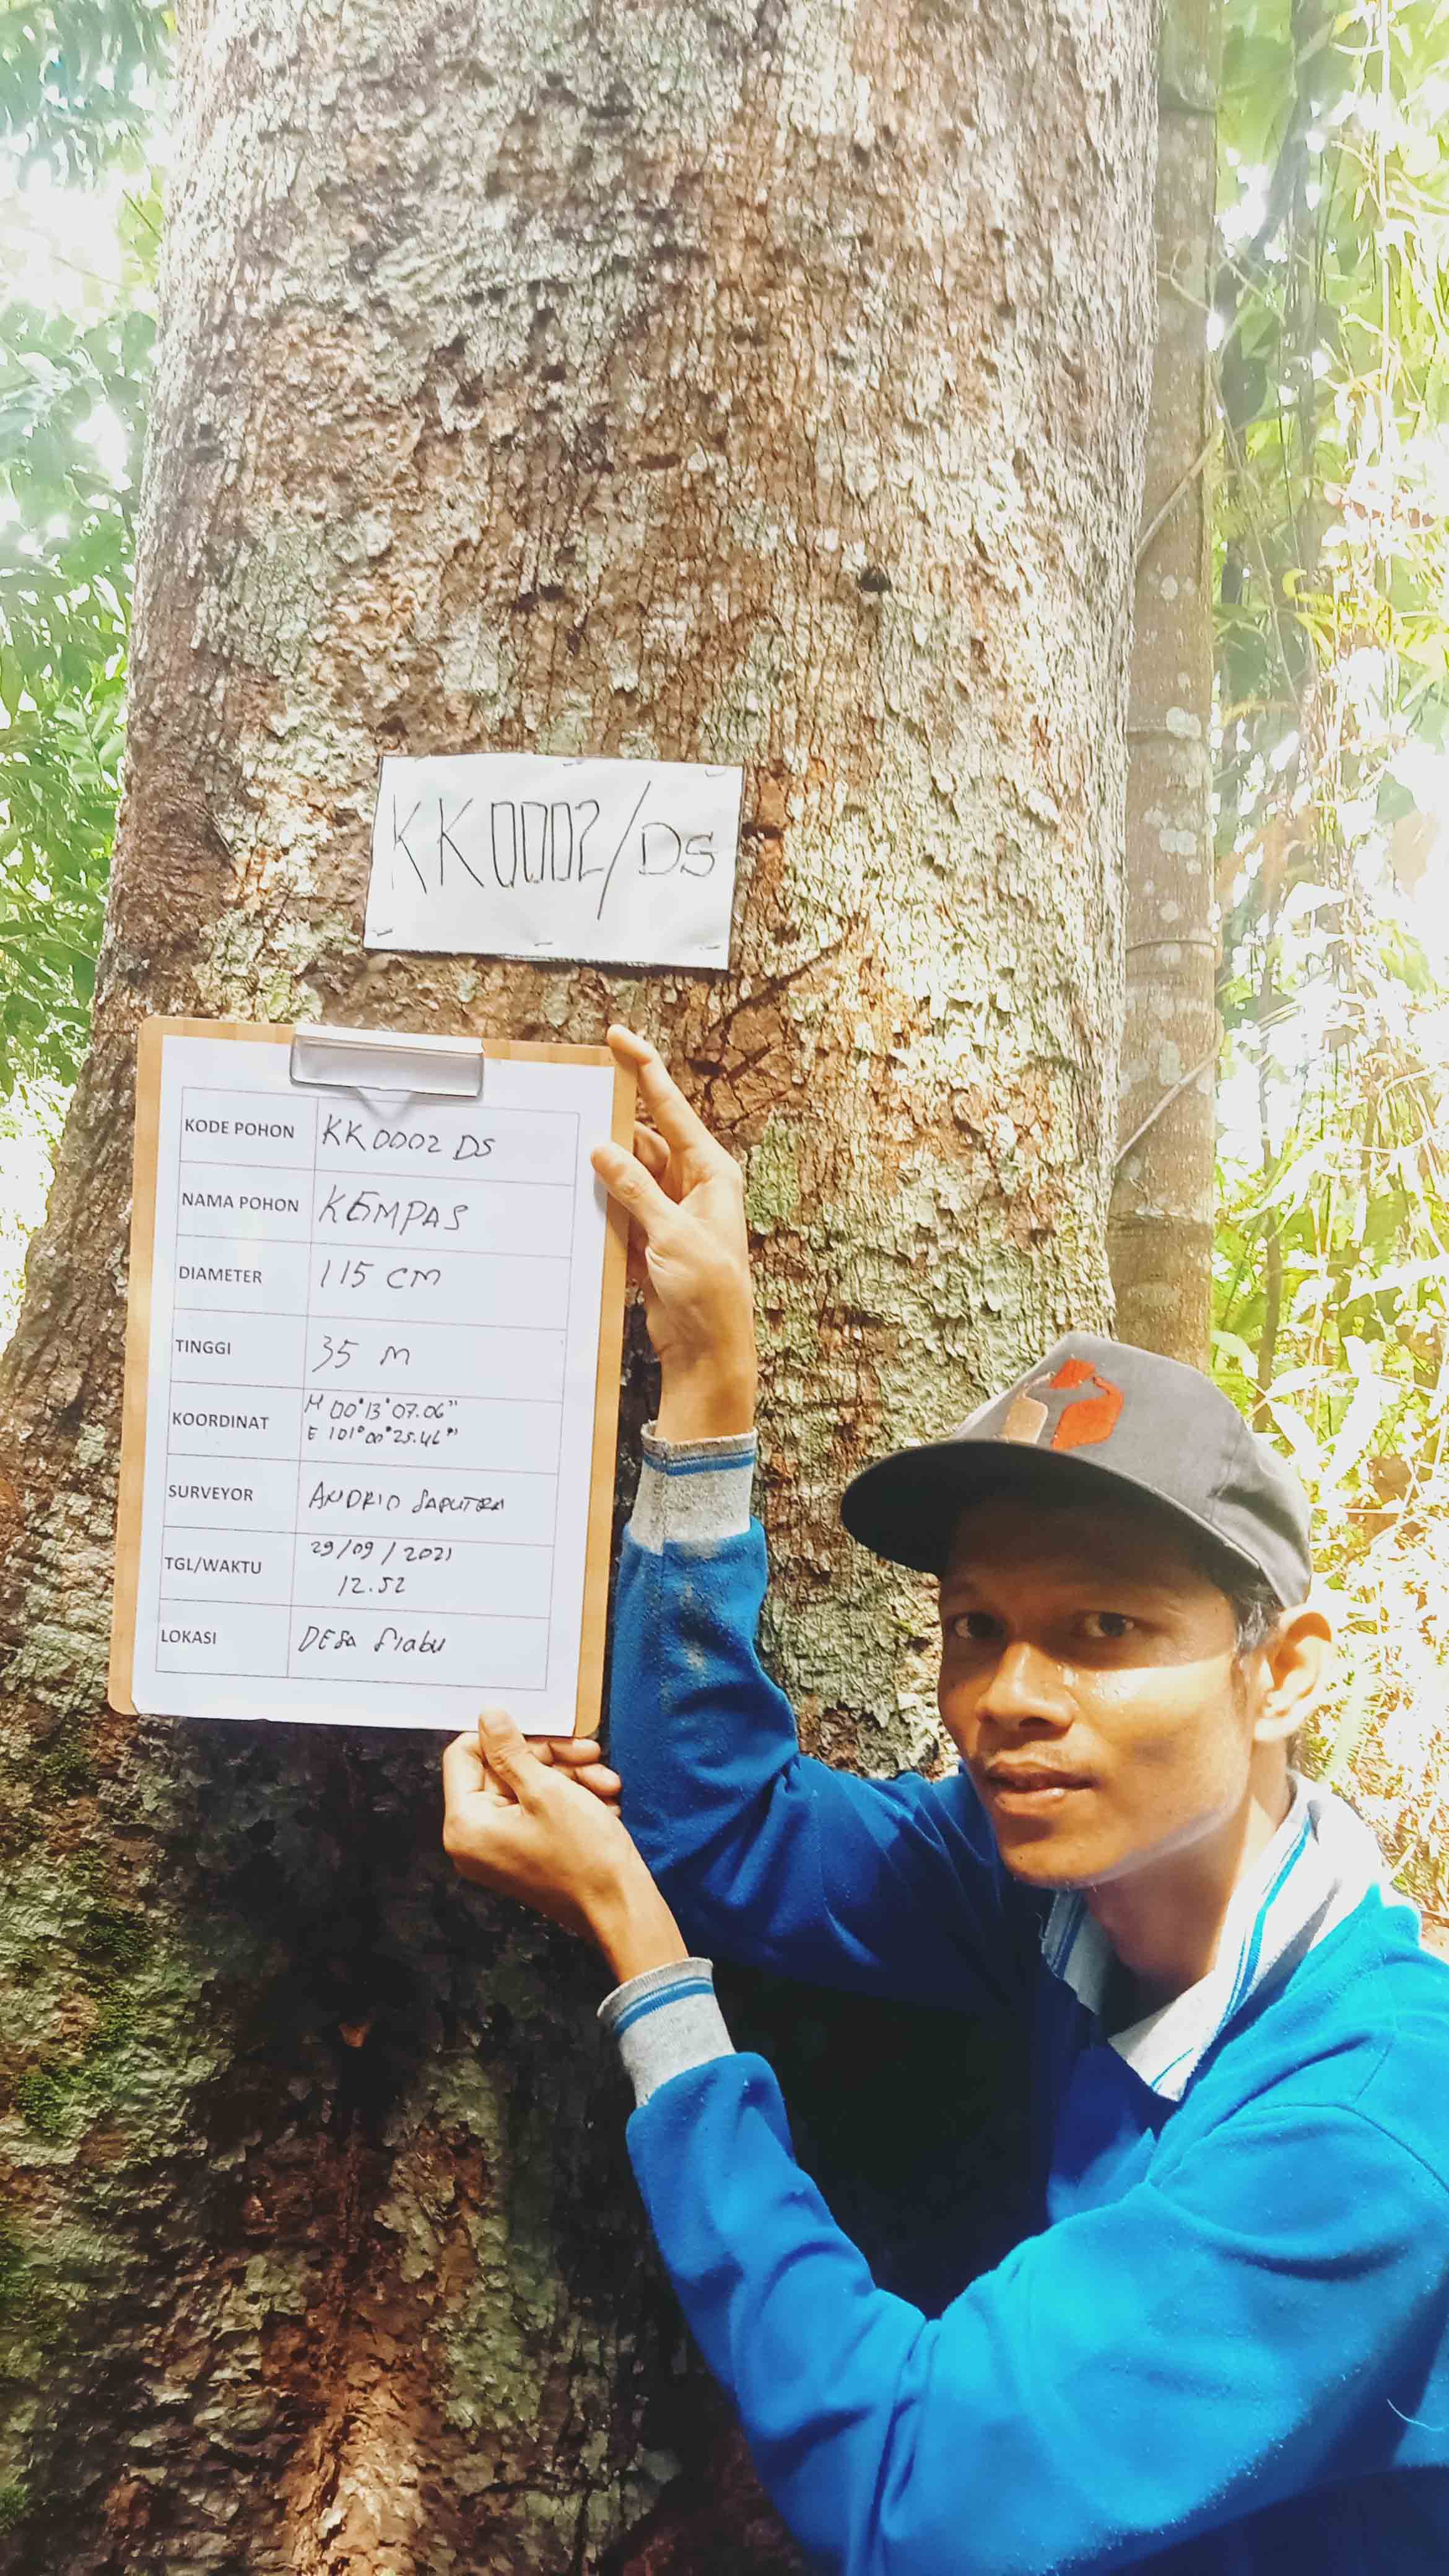 KK0002/DS
KODE POHON KK0002 DS
NAMA POHON KEMPAS
DIAMETER 115 CM
TINGGI 35 M
KOORDINAT N 00°13'07.06"
E 101°00'25.46"
SURVEYOR ANDRIO SAPUTRA
TGL/WAKTU 29/09/2021
12.52
LOKASI DESA Siabu